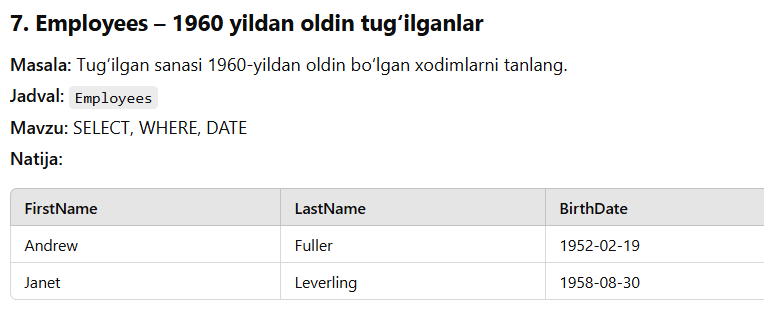 7. Employees – 1960 yildan oldin tug‘ilganlar
Masala: Tug‘ilgan sanasi 1960-yildan oldin bo‘lgan xodimlarni tanlang.
Jadval: Employees
Mavzu: SELECT, WHERE, DATE
Natija:
FirstName LastName BirthDate
Andrew Fuller 1952-02-19
Janet Leverling 1958-08-30